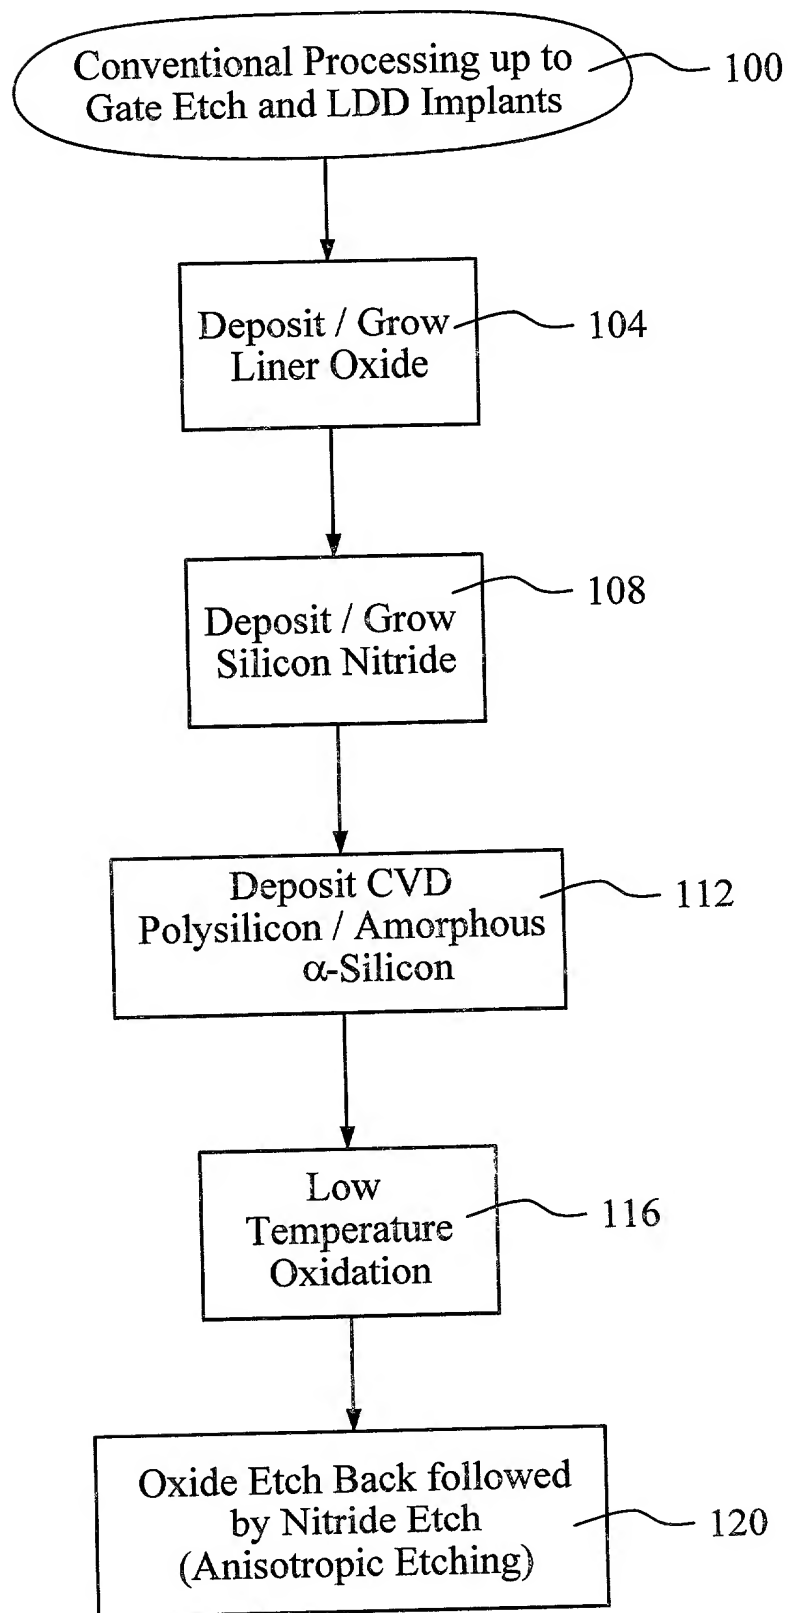 Conventional Processing up to
Gate Etch and LDD Implants
100
Deposit / Grow
Liner Oxide
104
Deposit / Grow
Silicon Nitride
108
Deposit CVD
Polysilicon / Amorphous
α-Silicon
112
Low
Temperature
Oxidation
116
Oxide Etch Back followed
by Nitride Etch
(Anisotropic Etching)
120